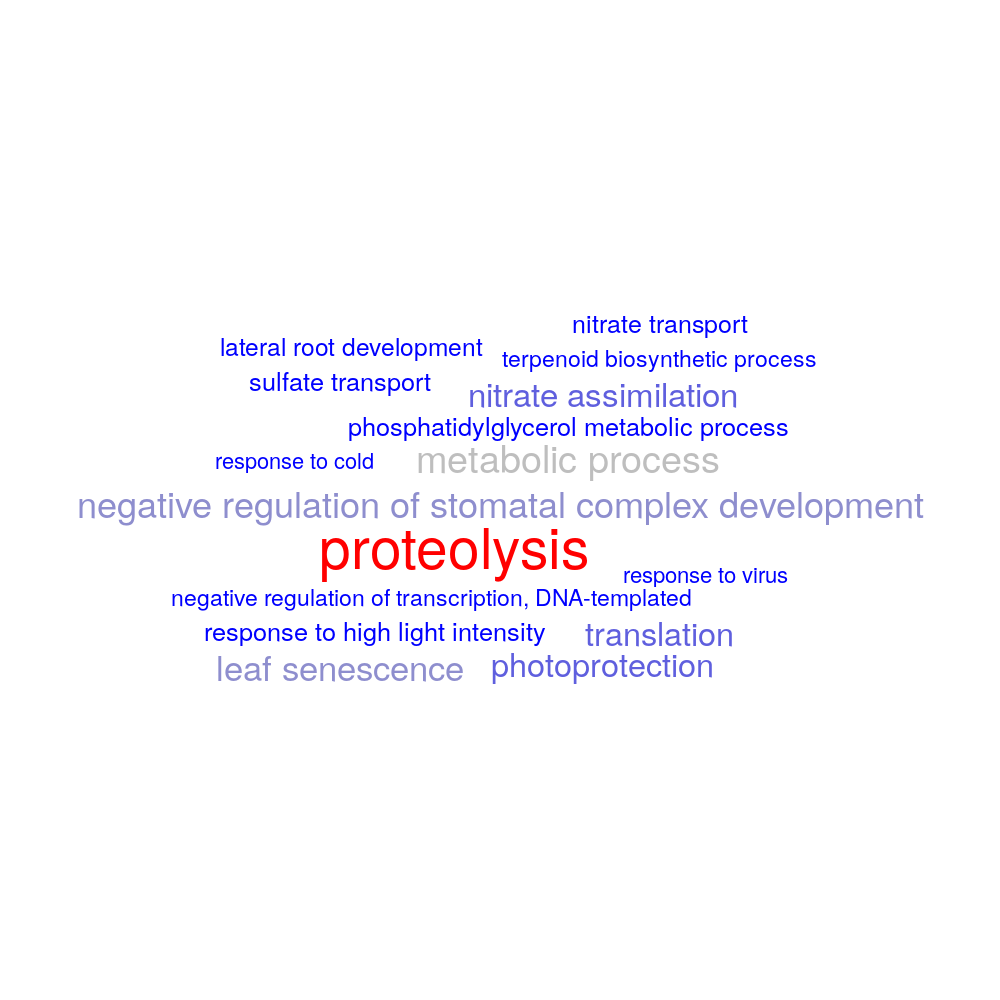 nitrate transport
lateral root development
terpenoid biosynthetic process
sulfate transport
nitrate assimilation
phosphatidylglycerol metabolic process
response to cold
metabolic process
negative regulation of stomatal complex development
proteolysis
response to virus
negative regulation of transcription, DNA-templated
response to high light intensity
translation
leaf senescence
photoprotection